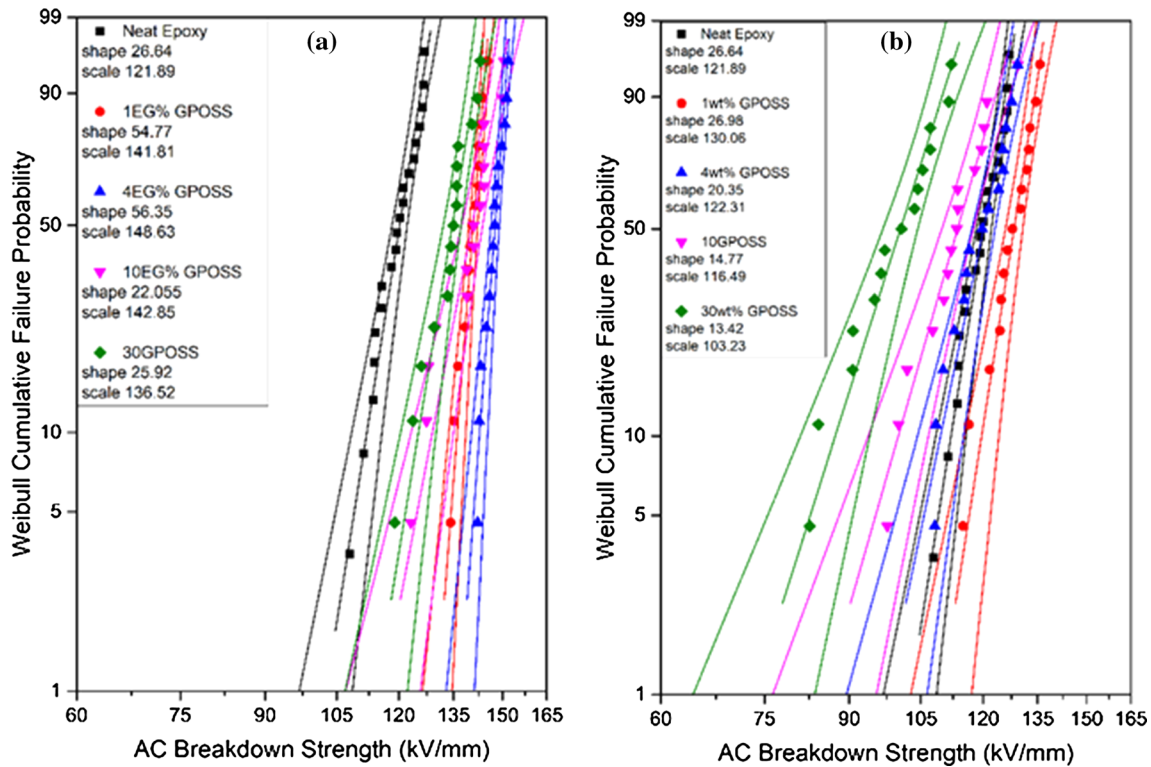 (a)
Neat Epoxy
shape 26.64
scale 121.89
1EG% GPOSS
shape 54.77
scale 141.81
4EG% GPOSS
shape 56.35
scale 148.63
10EG% GPOSS
shape 22.055
scale 142.85
30GPOSS
shape 25.92
scale 136.52
Weibull Cumulative Failure Probability
99
90
50
10
5
1
60 75 90 105 120 135 150 165
AC Breakdown Strength (kV/mm)
(b)
Neat Epoxy
shape 26.64
scale 121.89
1wt% GPOSS
shape 26.98
scale 130.06
4wt% GPOSS
shape 20.35
scale 122.31
10GPOSS
shape 14.77
scale 116.49
30wt% GPOSS
shape 13.42
scale 103.23
Weibull Cumulative Failure Probability
99
90
50
10
5
1
60 75 90 105 120 135 150 165
AC Breakdown Strength (kV/mm)